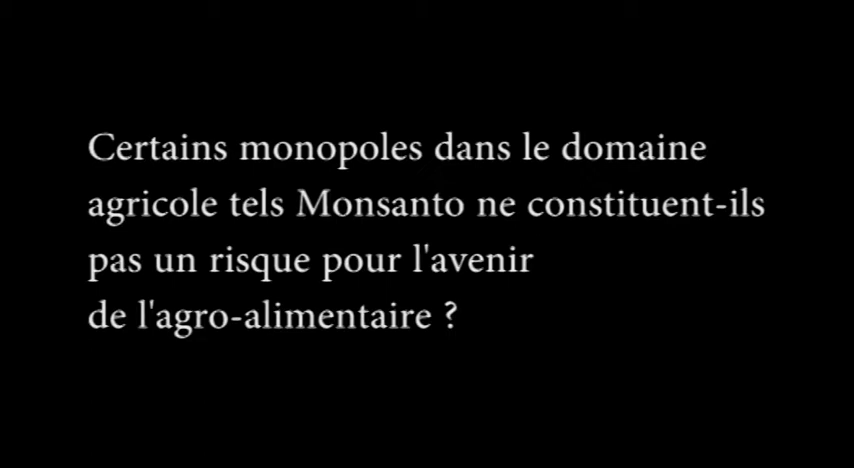 Certains monopoles dans le domaine
agricole tels Monsanto ne constituent-ils
pas un risque pour l'avenir
de l'agro-alimentaire ?